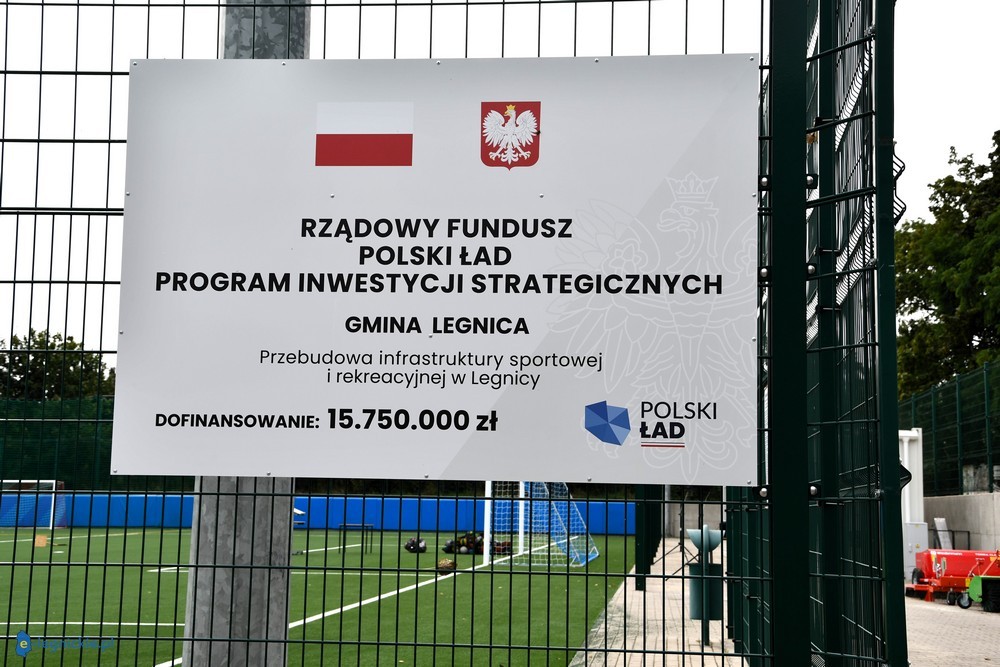 RZĄDOWY FUNDUSZ
POLSKI ŁAD
PROGRAM INWESTYCJI STRATEGICZNYCH
GMINA LEGNICA
Przebudowa infrastruktury sportowej
i rekreacyjnej w Legnicy
DOFINANSOWANIE: 15.750.000 zł
POLSKI
ŁAD